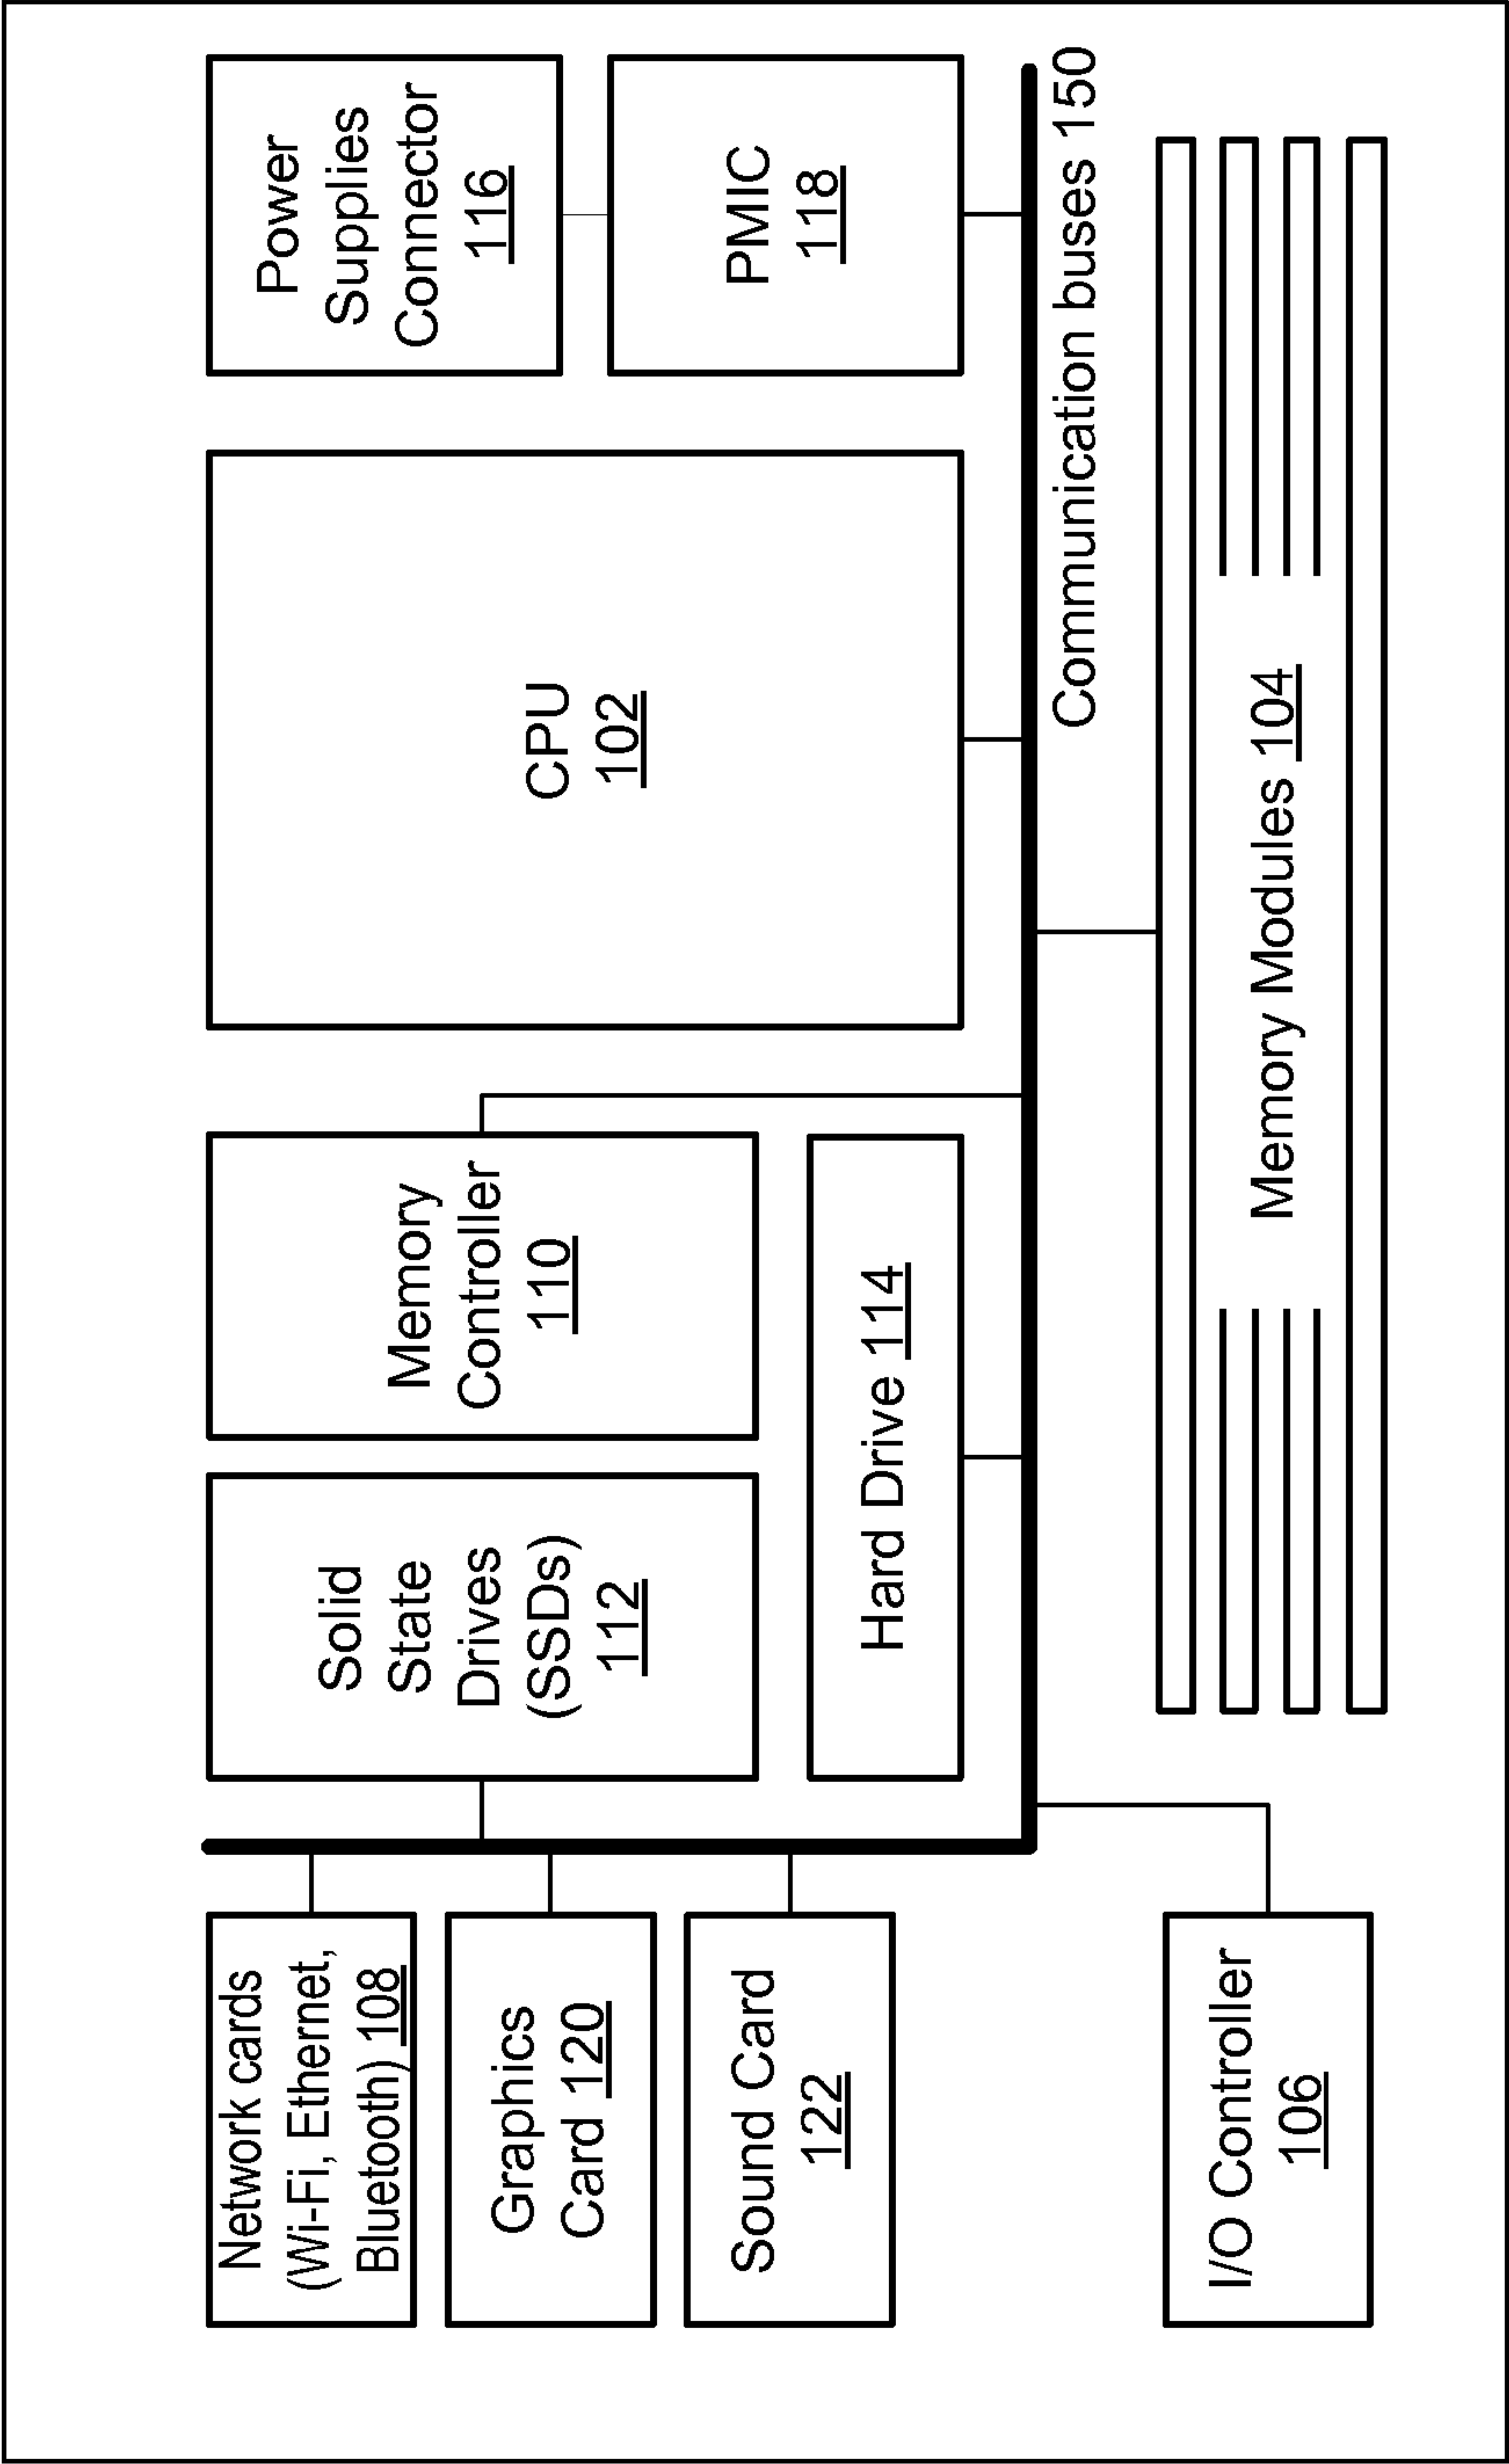 Network cards
(Wi-Fi, Ethernet,
Bluetooth) 108
Graphics
Card 120
Sound Card
122
I/O Controller
106
Solid
State
Drives
(SSDs)
112
Memory
Controller
110
Hard Drive 114
CPU
102
Power
Supplies
Connector
116
PMIC
118
Communication buses 150
Memory Modules 104